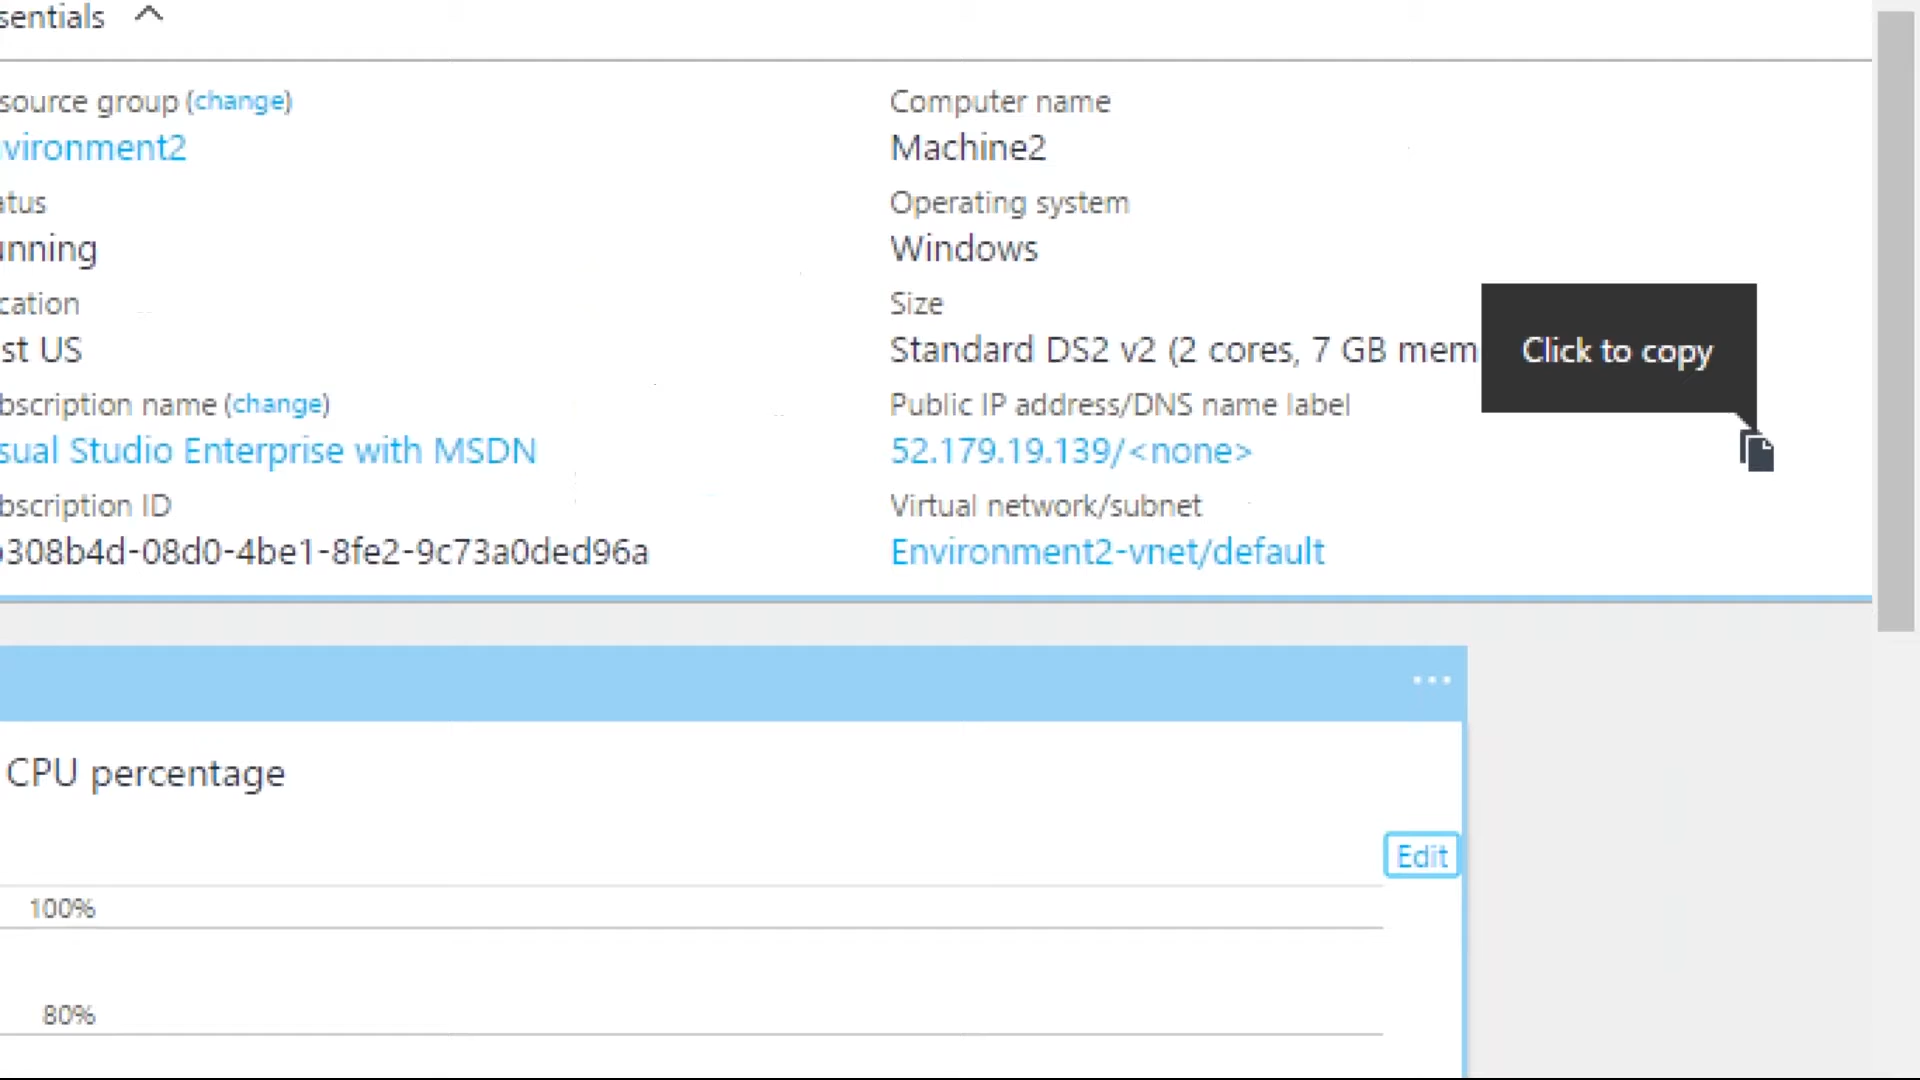 sentials
source group (change)
vironment2
atus
unning
cation
st US
bscription name (change)
sual Studio Enterprise with MSDN
bscription ID
308b4d-08d0-4be1-8fe2-9c73a0ded96a
Computer name
Machine2
Operating system
Windows
Size
Standard DS2 v2 (2 cores, 7 GB mem
Click to copy
Public IP address/DNS name label
52.179.19.139/<none>
Virtual network/subnet
Environment2-vnet/default
CPU percentage
Edit
100%
80%